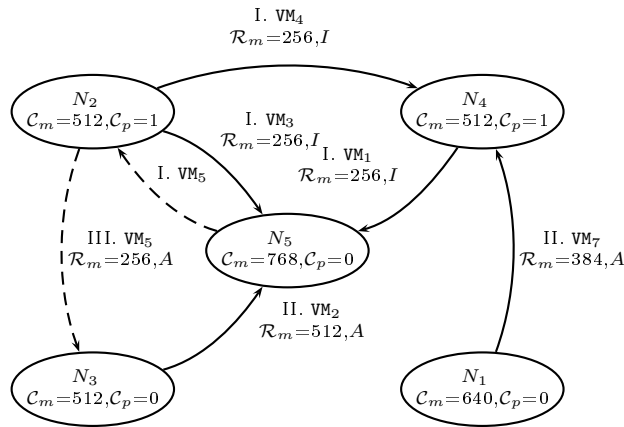 I. VM₄
ℛₘ=256,I
N₂
𝒞ₘ=512,𝒞ₚ=1
N₄
𝒞ₘ=512,𝒞ₚ=1
I. VM₃
ℛₘ=256,I
I. VM₁
ℛₘ=256,I
I. VM₅
III. VM₅
ℛₘ=256,A
N₅
𝒞ₘ=768,𝒞ₚ=0
II. VM₇
ℛₘ=384,A
II. VM₂
ℛₘ=512,A
N₃
𝒞ₘ=512,𝒞ₚ=0
N₁
𝒞ₘ=640,𝒞ₚ=0